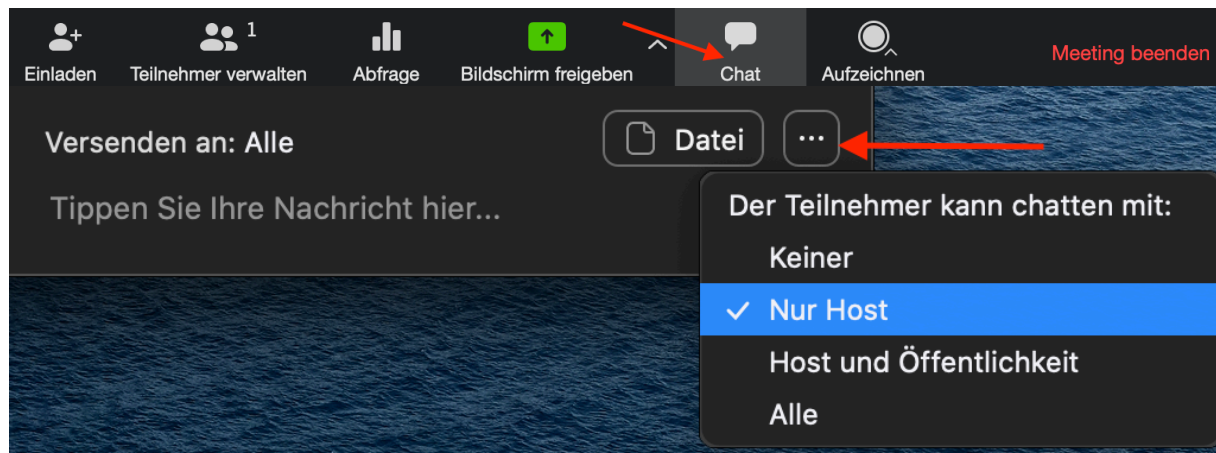 1
Einladen Teilnehmer verwalten Abfrage Bildschirm freigeben Chat Aufzeichnen Meeting beenden
Versenden an: Alle Datei ...
Tippen Sie Ihre Nachricht hier...
Der Teilnehmer kann chatten mit:
Keiner
Nur Host
Host und Öffentlichkeit
Alle